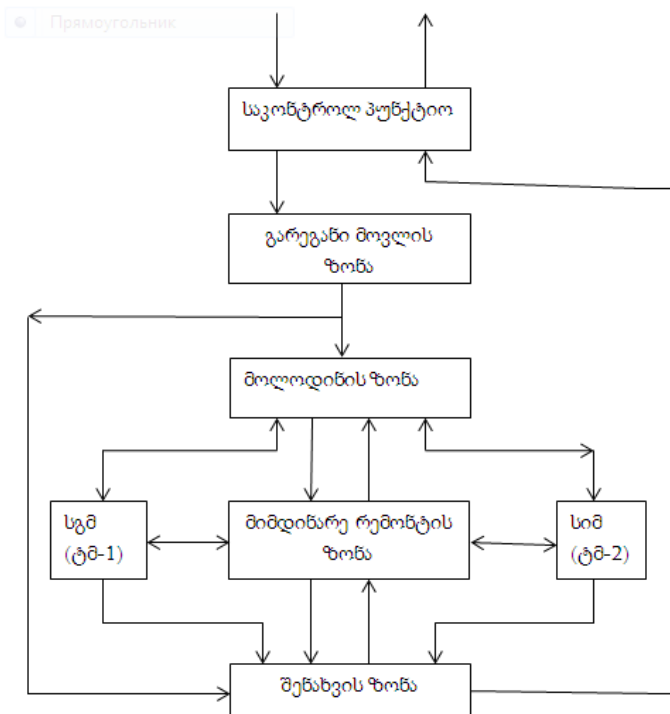 Прямоугольник
საკონტროლ პუნქტიო
გარეგანი მოვლის
ზონა
მოლოდინის ზონა
სგმ
(ტმ-1)
მიმდინარე რემონტის
ზონა
სიმ
(ტმ-2)
შენახვის ზონა